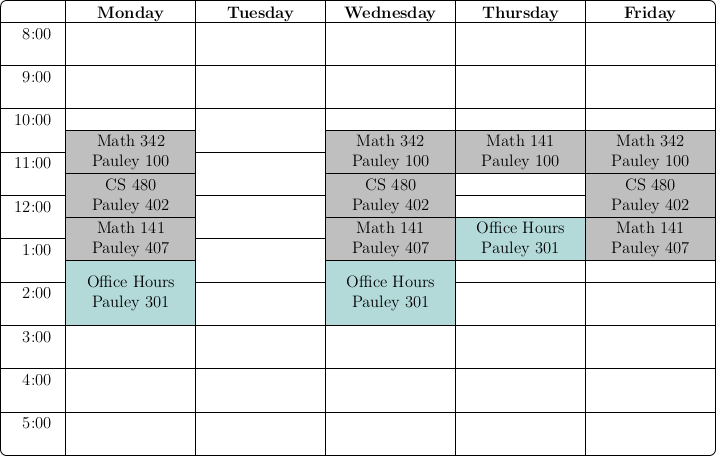 Monday Tuesday Wednesday Thursday Friday
8:00
9:00
10:00
Math 342 Math 342 Math 141 Math 342
Pauley 100 Pauley 100 Pauley 100 Pauley 100
11:00
CS 480 CS 480 CS 480
Pauley 402 Pauley 402 Pauley 402
12:00
Math 141 Math 141 Office Hours Math 141
Pauley 407 Pauley 407 Pauley 301 Pauley 407
1:00
Office Hours Office Hours
2:00
Pauley 301 Pauley 301
3:00
4:00
5:00